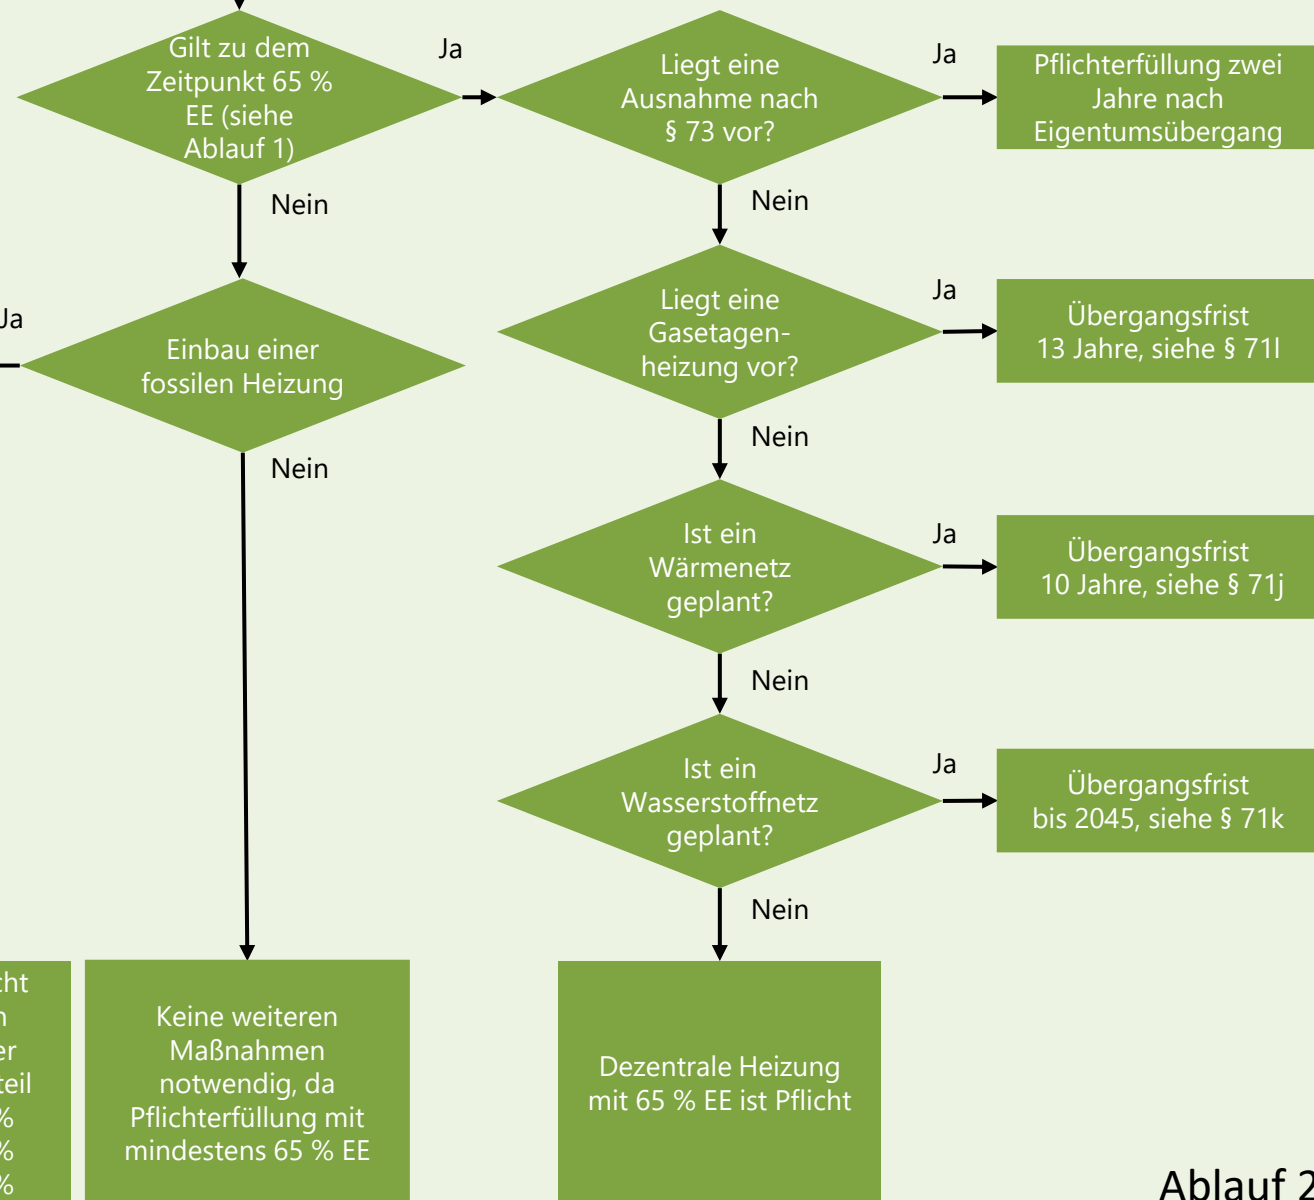 Gilt zu dem
Zeitpunkt 65 %
EE (siehe
Ablauf 1)
Ja
Liegt eine
Ausnahme nach
§ 73 vor?
Ja
Pflichterfüllung zwei
Jahre nach
Eigentumsübergang
Nein
Nein
Ja
Einbau einer
fossilen Heizung
Liegt eine
Gasetagen-
heizung vor?
Ja
Übergangsfrist
13 Jahre, siehe § 71l
Nein
Nein
Ist ein
Wärmenetz
geplant?
Ja
Übergangsfrist
10 Jahre, siehe § 71j
Nein
Ist ein
Wasserstoffnetz
geplant?
Ja
Übergangsfrist
bis 2045, siehe § 71k
Nein
%
%
%
Keine weiteren
Maßnahmen
notwendig, da
Pflichterfüllung mit
mindestens 65 % EE
Dezentrale Heizung
mit 65 % EE ist Pflicht
Ablauf 2